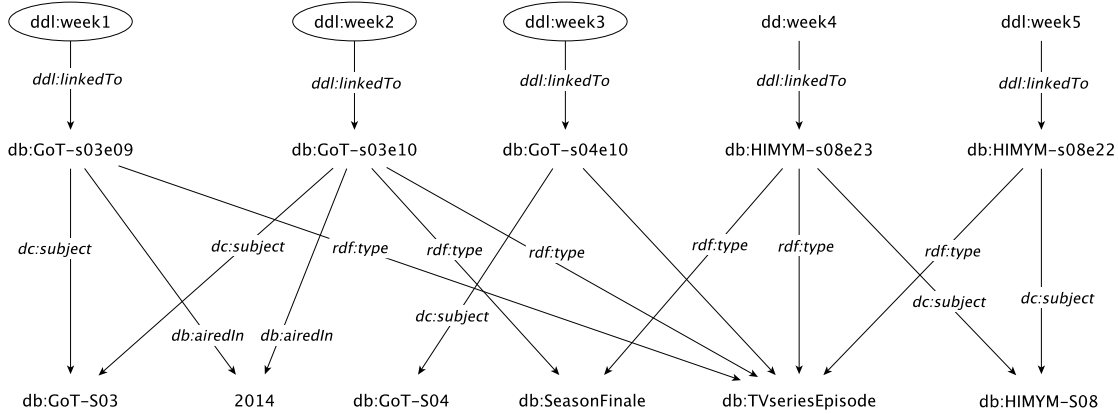 ddl:week1
ddl:week2
ddl:week3
dd:week4
ddl:week5
ddl:linkedTo
ddl:linkedTo
ddl:linkedTo
ddl:linkedTo
ddl:linkedTo
db:GoT-s03e09
db:GoT-s03e10
db:GoT-s04e10
db:HIMYM-s08e23
db:HIMYM-s08e22
dc:subject
dc:subject
rdf:type
rdf:type
rdf:type
rdf:type
rdf:type
rdf:type
dc:subject
dc:subject
dc:subject
db:airedIn
db:airedIn
db:GoT-S03
2014
db:GoT-S04
db:SeasonFinale
db:TVseriesEpisode
db:HIMYM-S08